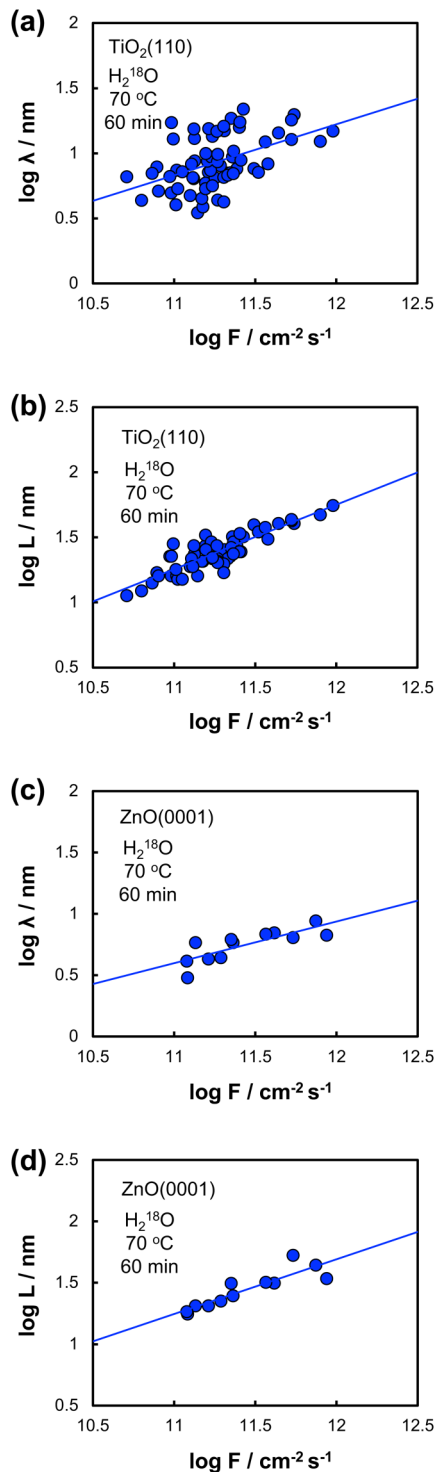 (a)
TiO₂(110)
H₂¹⁸O
70 °C
60 min
log λ / nm
2
1.5
1
0.5
0
10.5 11 11.5 12 12.5
log F / cm⁻² s⁻¹
(b)
TiO₂(110)
H₂¹⁸O
70 °C
60 min
log L / nm
2.5
2
1.5
1
0.5
10.5 11 11.5 12 12.5
log F / cm⁻² s⁻¹
(c)
ZnO(0001)
H₂¹⁸O
70 °C
60 min
log λ / nm
2
1.5
1
0.5
0
10.5 11 11.5 12 12.5
log F / cm⁻² s⁻¹
(d)
ZnO(0001)
H₂¹⁸O
70 °C
60 min
log L / nm
2.5
2
1.5
1
0.5
10.5 11 11.5 12 12.5
log F / cm⁻² s⁻¹